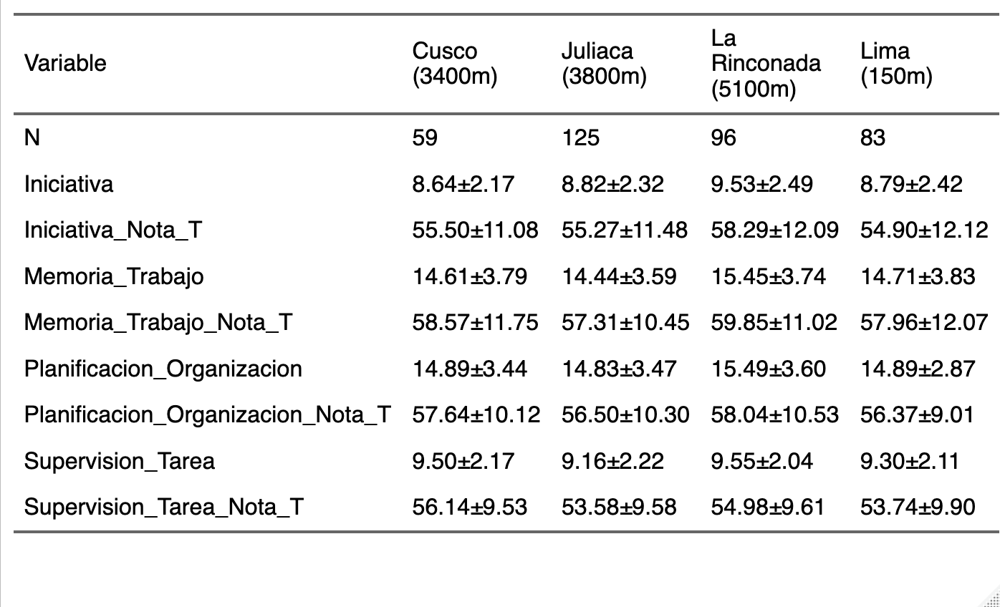 Variable Cusco (3400m) Juliaca (3800m) La Rinconada (5100m) Lima (150m)
N 59 125 96 83
Iniciativa 8.64±2.17 8.82±2.32 9.53±2.49 8.79±2.42
Iniciativa_Nota_T 55.50±11.08 55.27±11.48 58.29±12.09 54.90±12.12
Memoria_Trabajo 14.61±3.79 14.44±3.59 15.45±3.74 14.71±3.83
Memoria_Trabajo_Nota_T 58.57±11.75 57.31±10.45 59.85±11.02 57.96±12.07
Planificacion_Organizacion 14.89±3.44 14.83±3.47 15.49±3.60 14.89±2.87
Planificacion_Organizacion_Nota_T 57.64±10.12 56.50±10.30 58.04±10.53 56.37±9.01
Supervision_Tarea 9.50±2.17 9.16±2.22 9.55±2.04 9.30±2.11
Supervision_Tarea_Nota_T 56.14±9.53 53.58±9.58 54.98±9.61 53.74±9.90